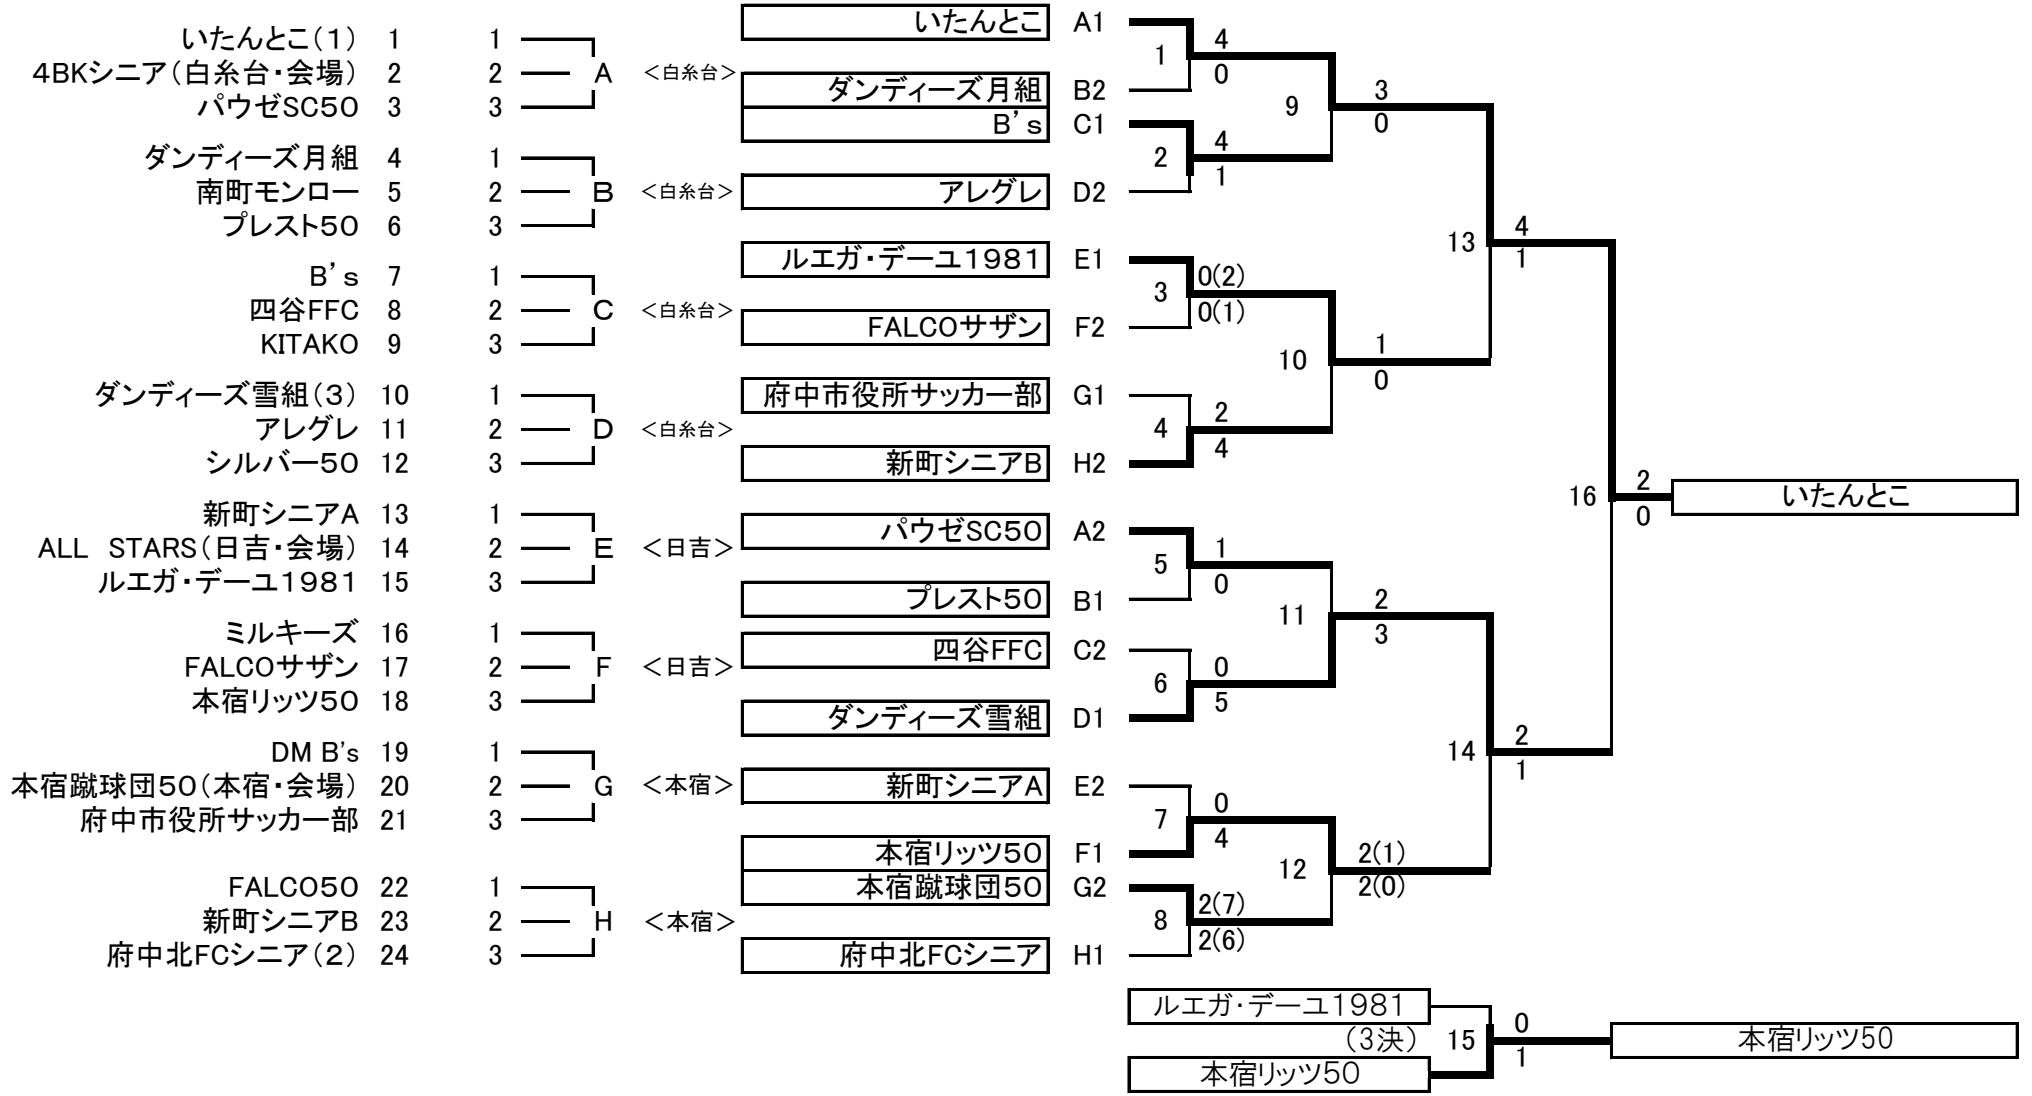 いたんとこ(1) 1 1
4BKシニア(白糸台・会場) 2 2 A <白糸台>
パウゼSC50 3 3
ダンディーズ月組 4 1
南町モンロー 5 2 B <白糸台>
プレスト50 6 3
B's 7 1
四谷FFC 8 2 C <白糸台>
KITAKO 9 3
ダンディーズ雪組(3) 10 1
アレグレ 11 2 D <白糸台>
シルバー50 12 3
新町シニアA 13 1
ALL STARS(日吉・会場) 14 2 E <日吉>
ルエガ・デーユ1981 15 3
ミルキーズ 16 1
FALCOサザン 17 2 F <日吉>
本宿リッツ50 18 3
DM B's 19 1
本宿蹴球団50(本宿・会場) 20 2 G <本宿>
府中市役所サッカー部 21 3
FALCO50 22 1
新町シニアB 23 2 H <本宿>
府中北FCシニア(2) 24 3
いたんとこ A1
ダンディーズ月組 B2
B's C1
アレグレ D2
ルエガ・デーユ1981 E1
FALCOサザン F2
府中市役所サッカー部 G1
新町シニアB H2
パウゼSC50 A2
プレスト50 B1
四谷FFC C2
ダンディーズ雪組 D1
新町シニアA E2
本宿リッツ50 F1
本宿蹴球団50 G2
府中北FCシニア H1
1 4
0
2 4
1
3 0(2)
0(1)
4 2
4
5 1
0
6 0
5
7 0
4
8 2(7)
2(6)
9 3
0
10 1
0
11 2
3
12 2(1)
2(0)
13 4
1
14 2
1
16 2
0
いたんとこ
ルエガ・デーユ1981
(3決) 15 0
1
本宿リッツ50
本宿リッツ50